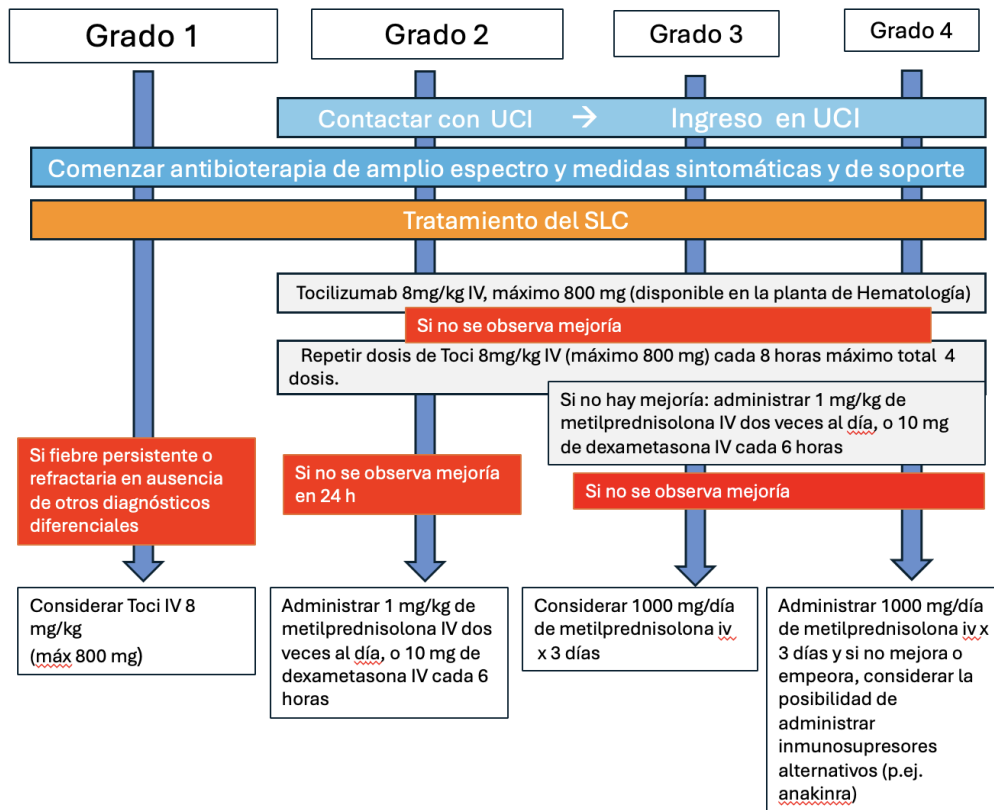 Grado 1
Grado 2
Grado 3
Grado 4
Contactar con UCI → Ingreso en UCI
Comenzar antibioterapia de amplio espectro y medidas sintomáticas y de soporte
Tratamiento del SLC
Tocilizumab 8mg/kg IV, máximo 800 mg (disponible en la planta de Hematología)
Si no se observa mejoría
Repetir dosis de Toci 8mg/kg IV (máximo 800 mg) cada 8 horas máximo total 4
dosis.
Si no hay mejoría: administrar 1 mg/kg de
metilprednisolona IV dos veces al día, o 10 mg
de dexametasona IV cada 6 horas
Si fiebre persistente o
refractaria en ausencia
de otros diagnósticos
diferenciales
Si no se observa mejoría
en 24 h
Si no se observa mejoría
Considerar Toci IV 8
mg/kg
(máx 800 mg)
Administrar 1 mg/kg de
metilprednisolona IV dos
veces al día, o 10 mg de
dexametasona IV cada 6
horas
Considerar 1000 mg/día
de metilprednisolona iv
x 3 días
Administrar 1000 mg/día
de metilprednisolona iv x
3 días y si no mejora o
empeora, considerar la
posibilidad de
administrar
inmunosupresores
alternativos (p.ej.
anakinra)